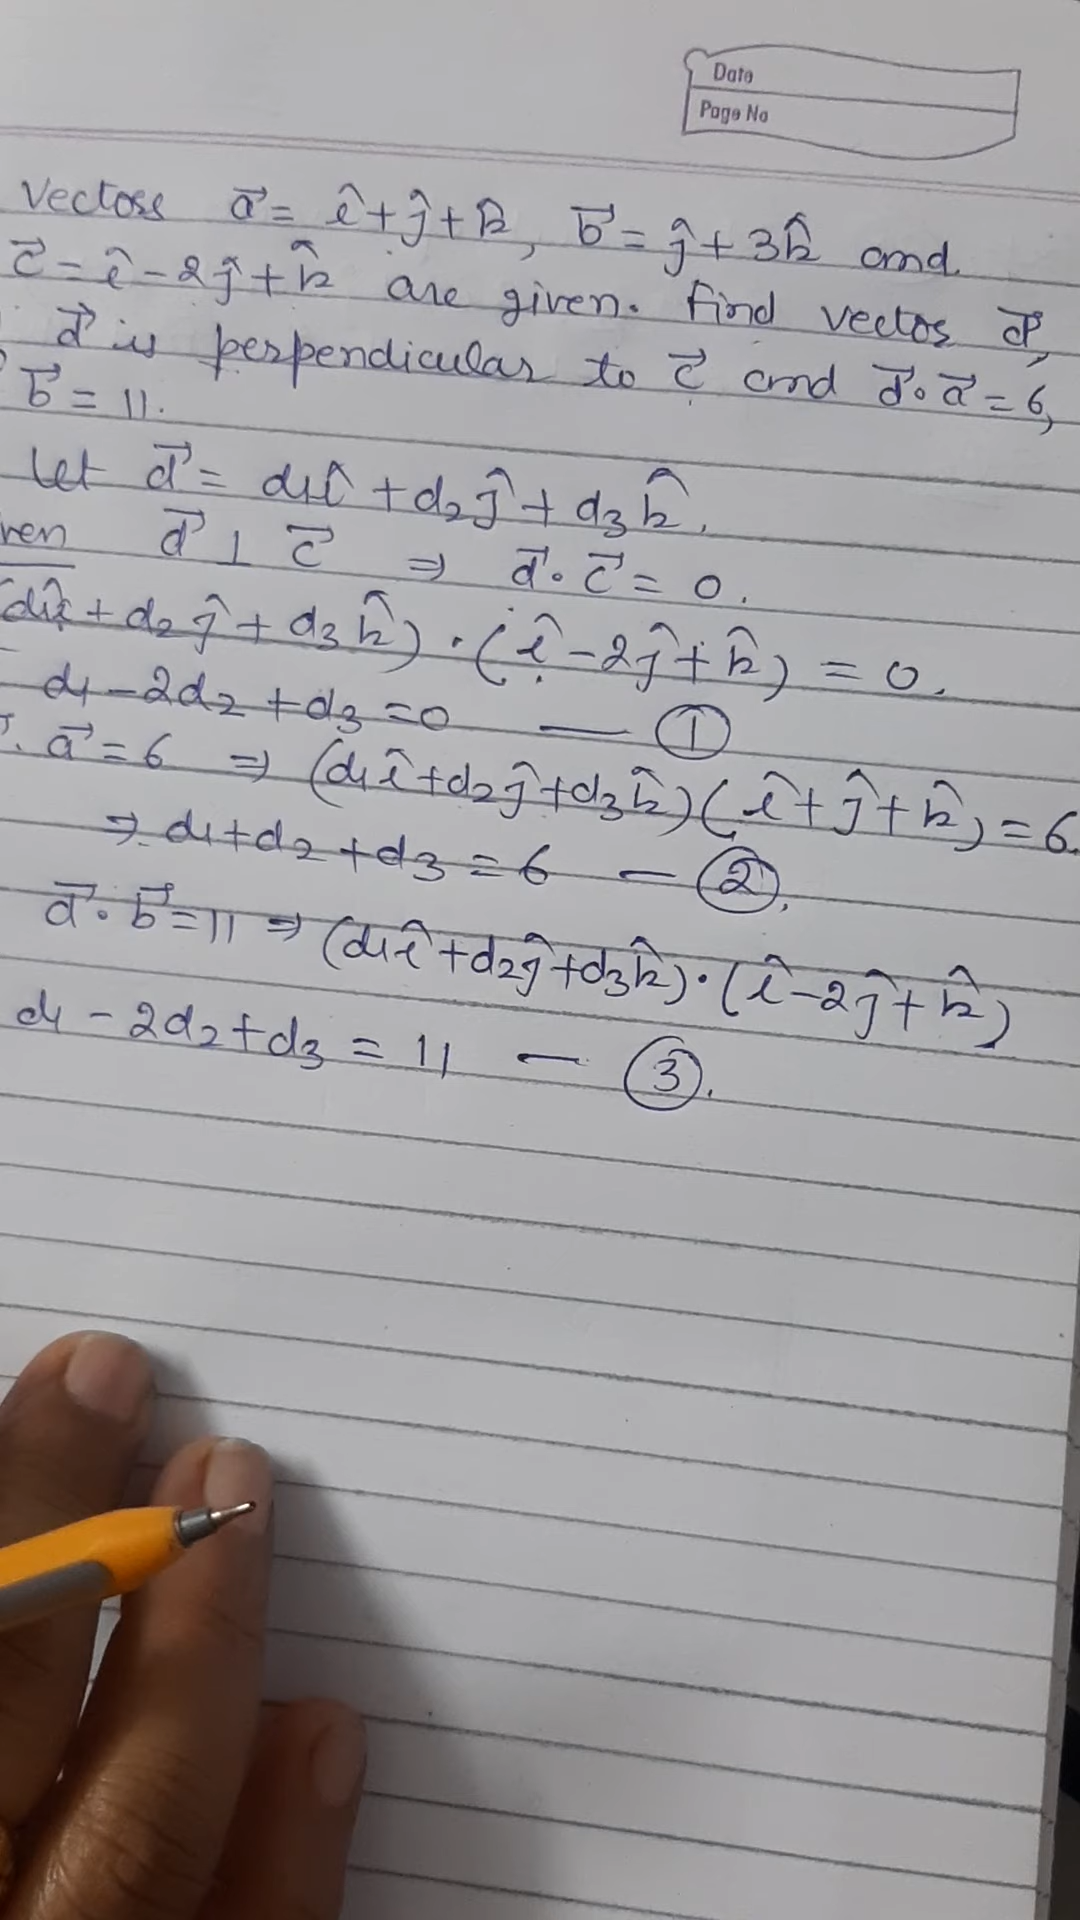 Date
Page No
Vectors a⃗ = î+ĵ+k̂, b⃗ = ĵ+3k̂ and
c⃗ = î-2ĵ+k̂ are given. Find vector d⃗,
d⃗ is perpendicular to c⃗ and d⃗.a⃗ = 6,
b⃗ = 11.
Let d⃗ = d₁î + d₂ĵ + d₃k̂.
ven d⃗ ⊥ c⃗ ⇒ d⃗.c⃗ = 0.
(d₁î + d₂ĵ + d₃k̂).(î-2ĵ+k̂) = 0.
d₁-2d₂+d₃=0 — ①
. a⃗ = 6 ⇒ (d₁î+d₂ĵ+d₃k̂)(î+ĵ+k̂)=6.
⇒ d₁+d₂+d₃=6 — ②.
d⃗.b⃗=11 ⇒ (d₁î+d₂ĵ+d₃k̂).(î-2ĵ+k̂)
d₁-2d₂+d₃ = 11 — ③.